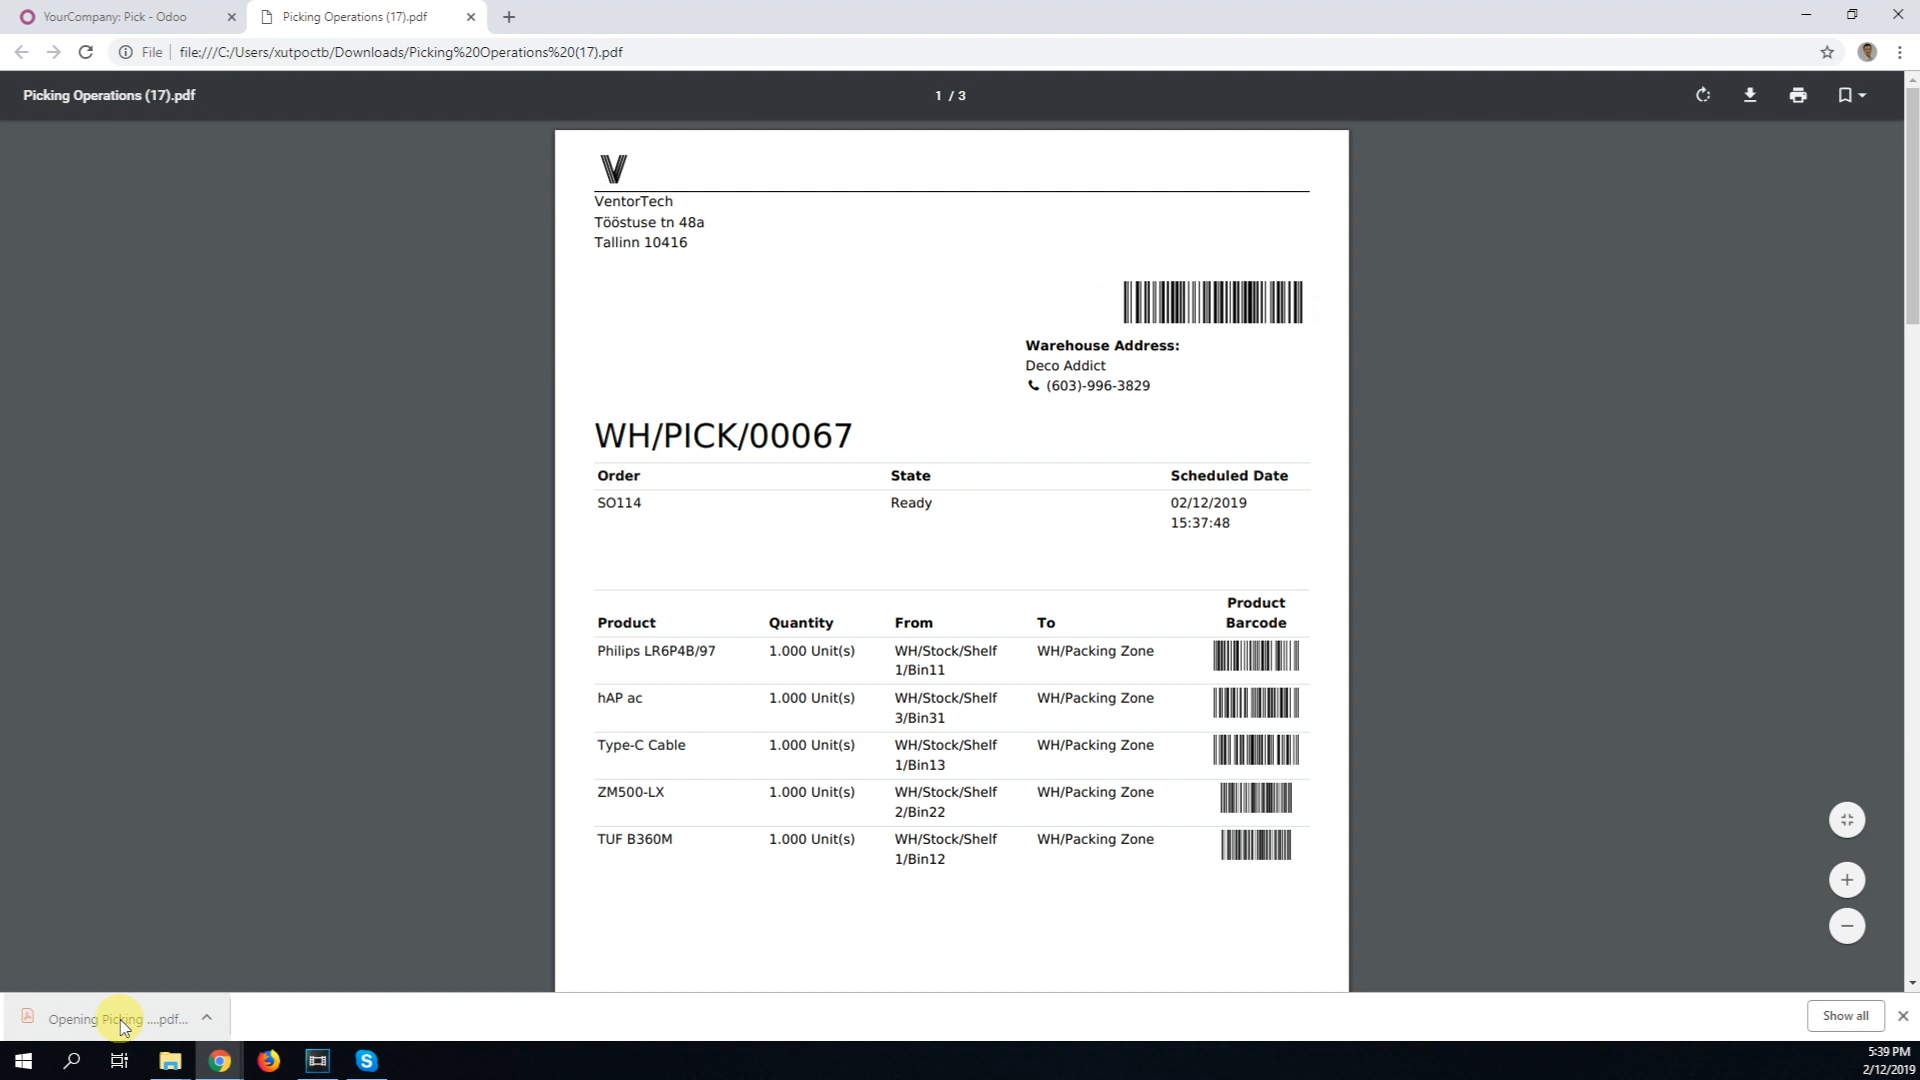 YourCompany: Pick - Odoo
Picking Operations (17).pdf
File
file:///C:/Users/xutpoctb/Downloads/Picking%20Operations%20(17).pdf
Picking Operations (17).pdf
1 / 3
V
VentorTech
Tööstuse tn 48a
Tallinn 10416
Warehouse Address:
Deco Addict
(603)-996-3829
WH/PICK/00067
Order State Scheduled Date
SO114 Ready 02/12/2019
15:37:48
Product
Product Quantity From To Barcode
Philips LR6P4B/97 1.000 Unit(s) WH/Stock/Shelf WH/Packing Zone
1/Bin11
hAP ac 1.000 Unit(s) WH/Stock/Shelf WH/Packing Zone
3/Bin31
Type-C Cable 1.000 Unit(s) WH/Stock/Shelf WH/Packing Zone
1/Bin13
ZM500-LX 1.000 Unit(s) WH/Stock/Shelf WH/Packing Zone
2/Bin22
TUF B360M 1.000 Unit(s) WH/Stock/Shelf WH/Packing Zone
1/Bin12
Opening Picking ....pdf...
Show all
5:39 PM
2/12/2019